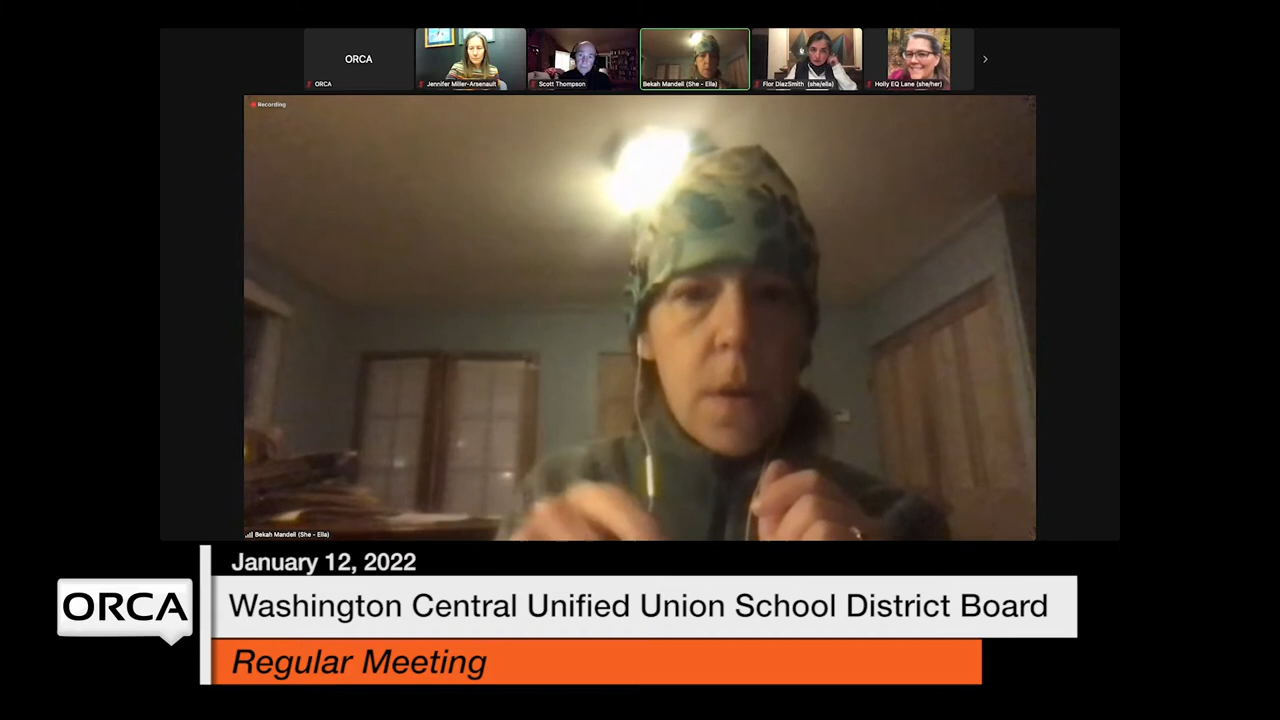 ORCA
ORCA
Jennifer Miller-Arsenault
Scott Thompson
Bekah Mandell (She - Ella)
Flor DiazSmith (she/ella)
Holly EQ Lane (she/her)
Recording
Bekah Mandell (She - Ella)
January 12, 2022
ORCA
Washington Central Unified Union School District Board
Regular Meeting